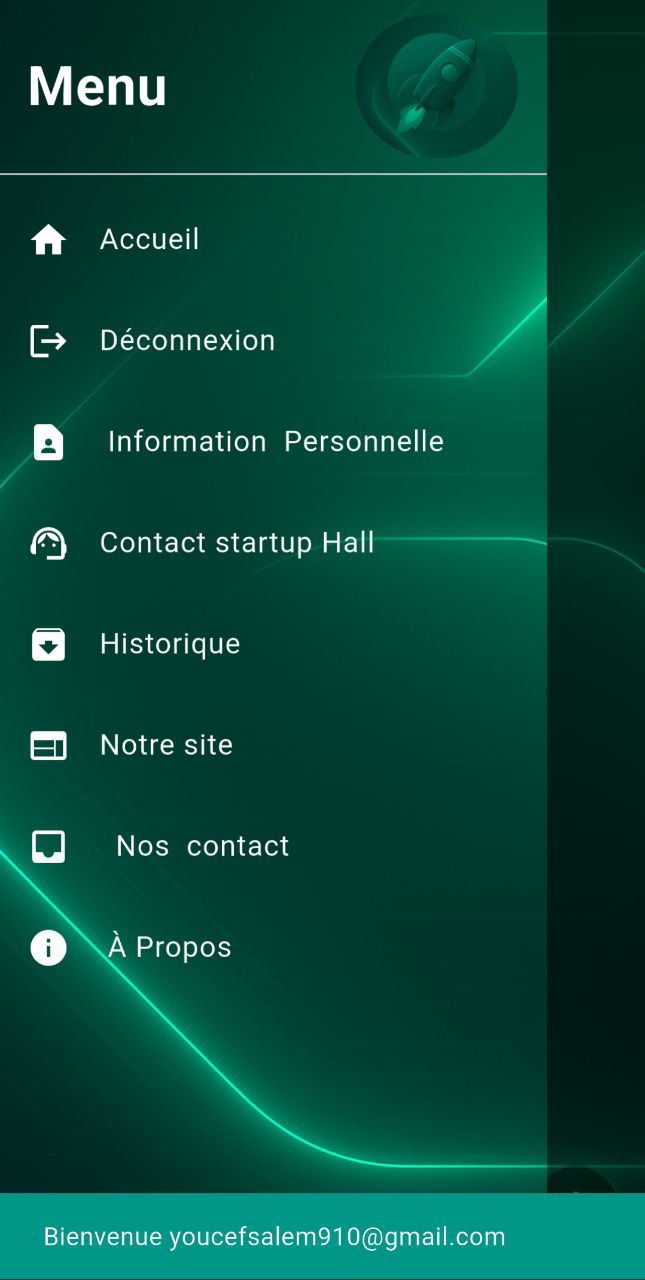 Menu
Accueil
Déconnexion
Information  Personnelle
Contact startup Hall
Historique
Notre site
Nos  contact
À Propos
Bienvenue youcefsalem910@gmail.com